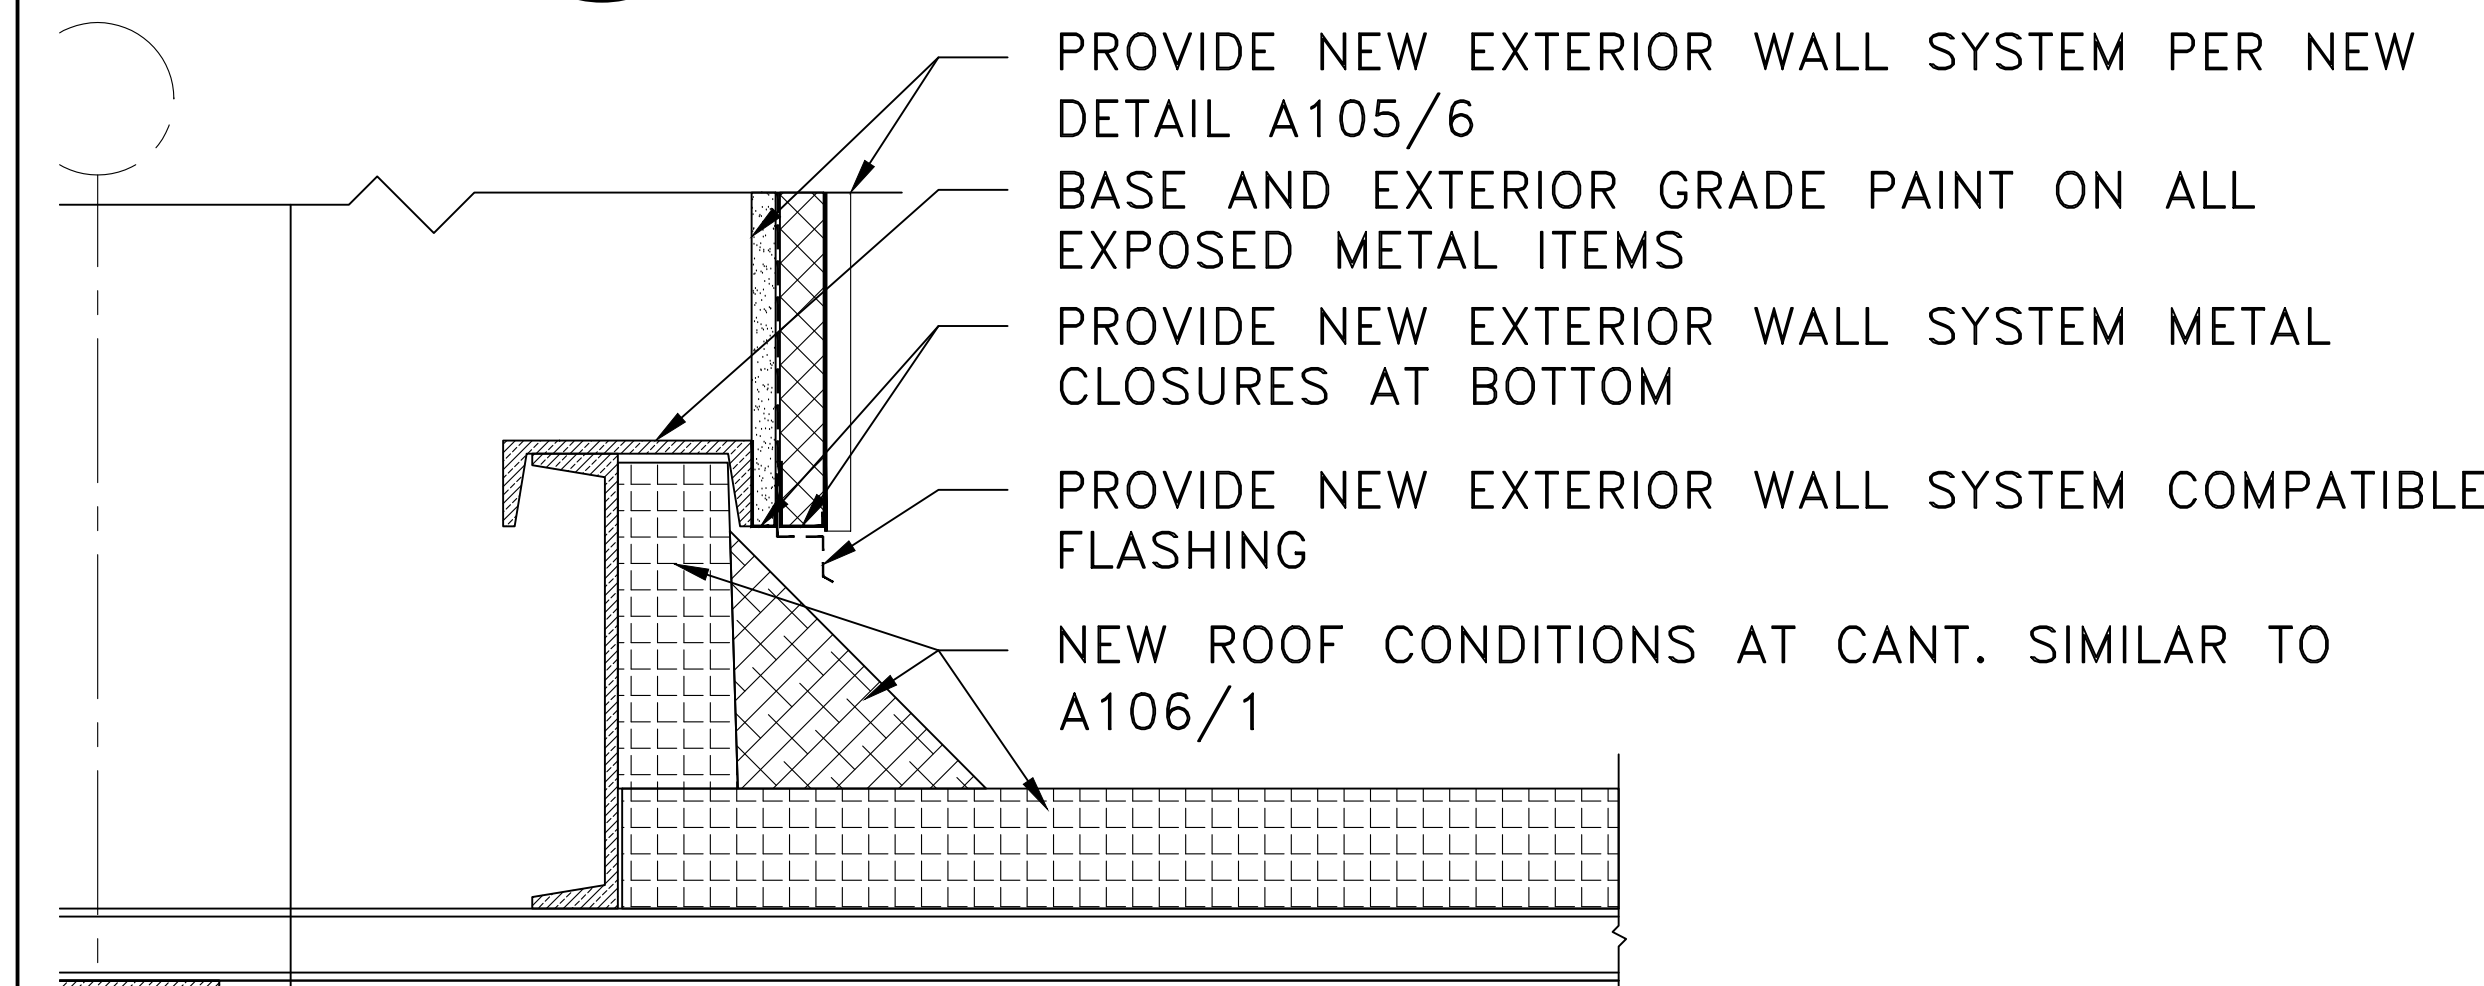 PROVIDE NEW EXTERIOR WALL SYSTEM PER NEW
DETAIL A105/6
BASE AND EXTERIOR GRADE PAINT ON ALL
EXPOSED METAL ITEMS
PROVIDE NEW EXTERIOR WALL SYSTEM METAL
CLOSURES AT BOTTOM
PROVIDE NEW EXTERIOR WALL SYSTEM COMPATIBLE
FLASHING
NEW ROOF CONDITIONS AT CANT. SIMILAR TO
A106/1